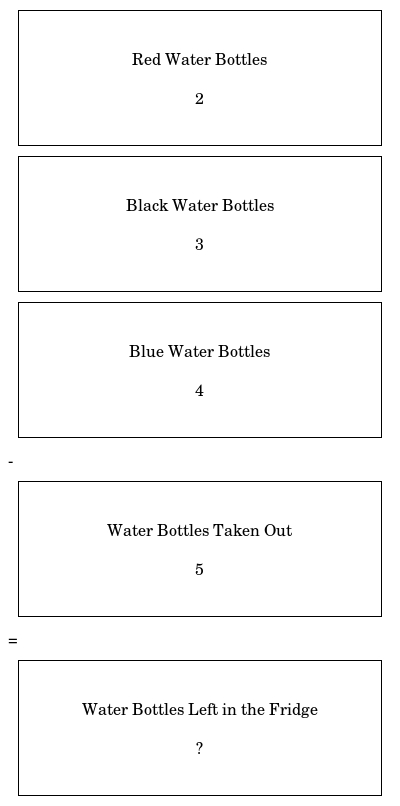 Red Water Bottles
2
Black Water Bottles
3
Blue Water Bottles
4
-
Water Bottles Taken Out
5
=
Water Bottles Left in the Fridge
?